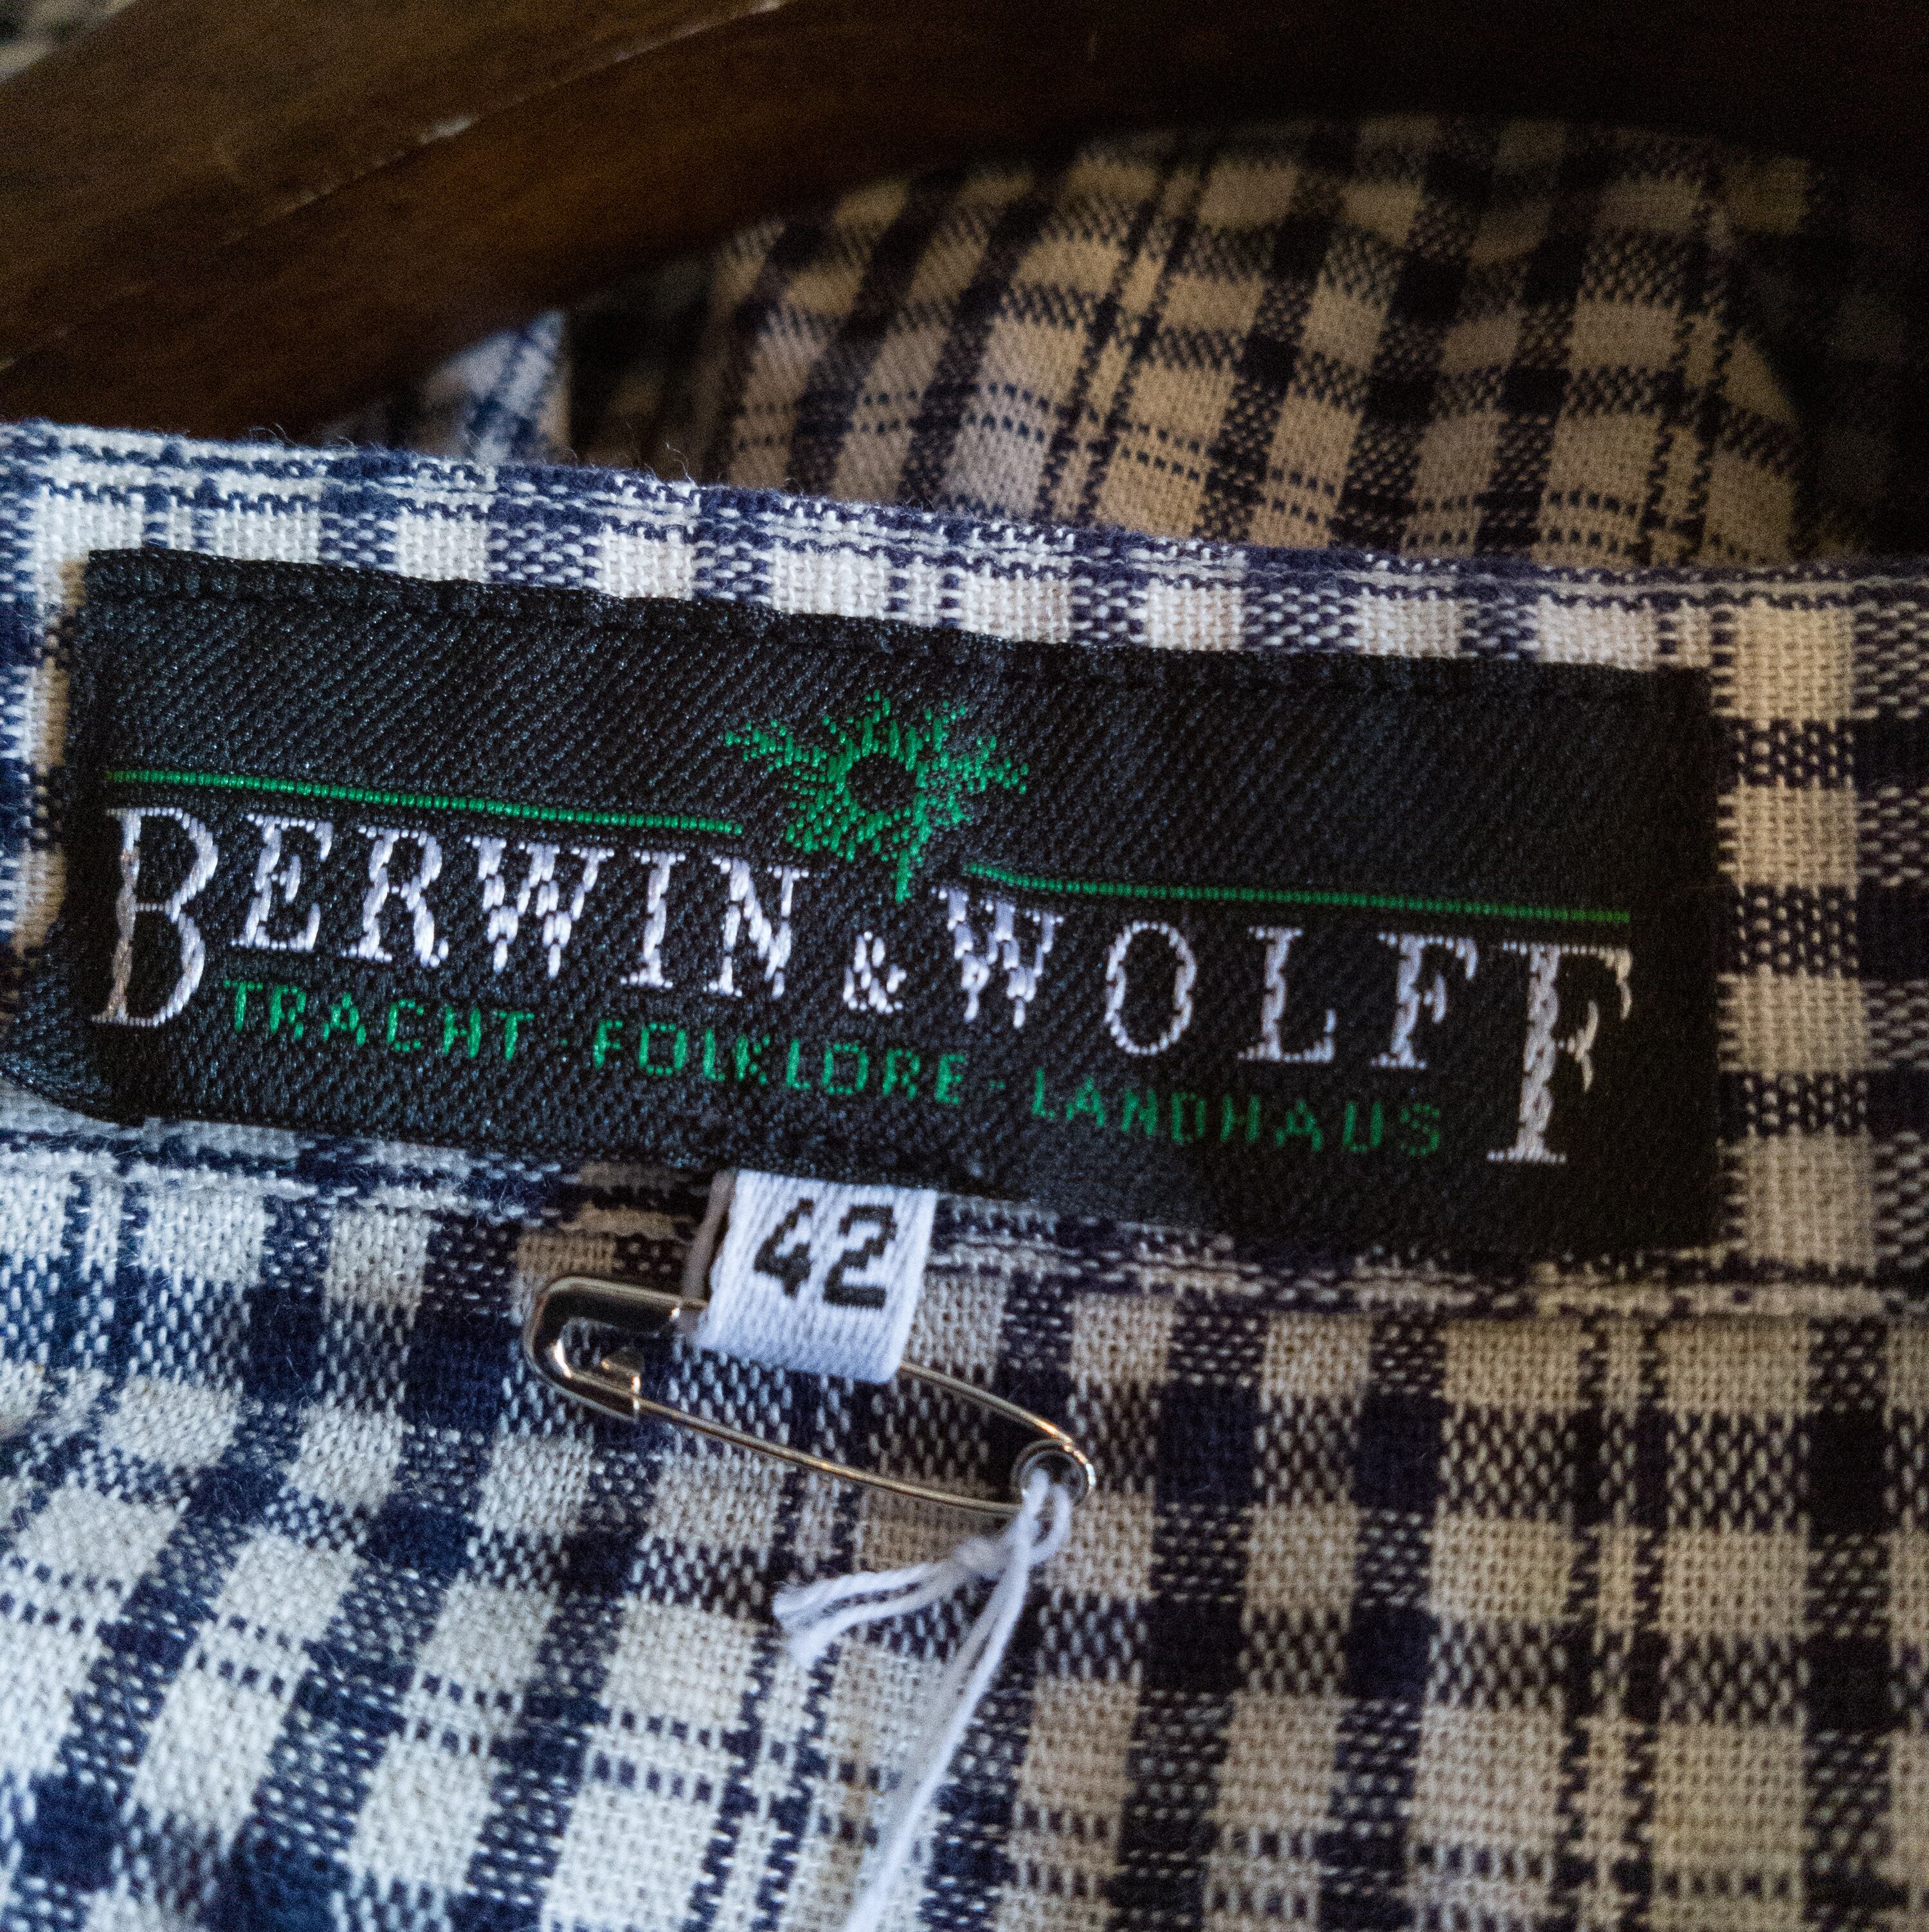 BERWIN & WOLFF
TRACHT · FOLKLORE · LANDHAUS
42